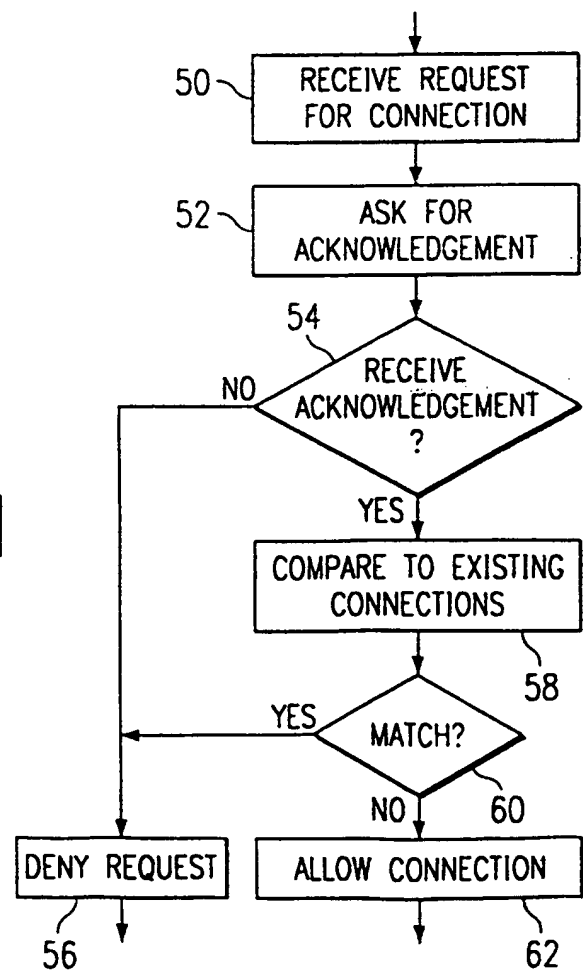 50
RECEIVE REQUEST
FOR CONNECTION
52
ASK FOR
ACKNOWLEDGEMENT
54
RECEIVE
ACKNOWLEDGEMENT
?
NO
YES
COMPARE TO EXISTING
CONNECTIONS
58
YES
MATCH?
60
NO
DENY REQUEST
56
ALLOW CONNECTION
62